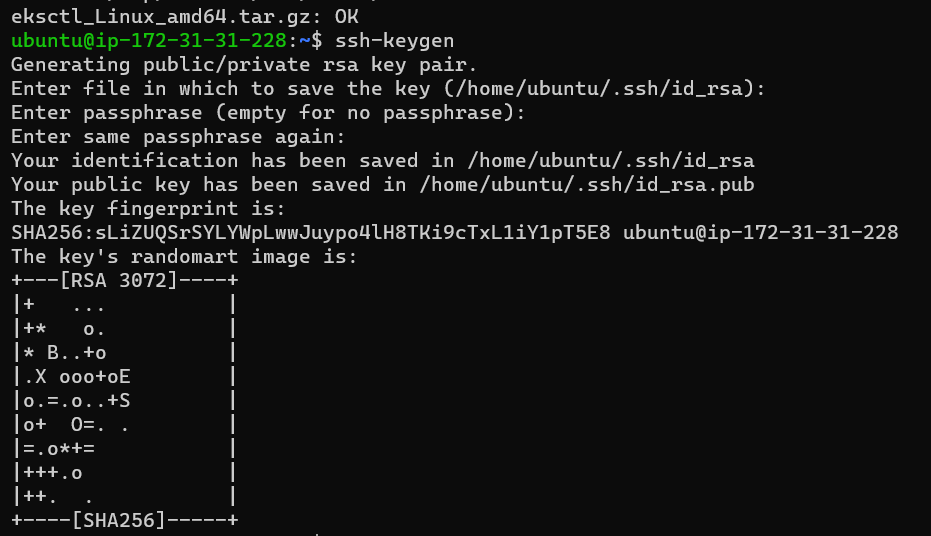 eksctl_Linux_amd64.tar.gz: OK
ubuntu@ip-172-31-31-228:~$ ssh-keygen
Generating public/private rsa key pair.
Enter file in which to save the key (/home/ubuntu/.ssh/id_rsa):
Enter passphrase (empty for no passphrase):
Enter same passphrase again:
Your identification has been saved in /home/ubuntu/.ssh/id_rsa
Your public key has been saved in /home/ubuntu/.ssh/id_rsa.pub
The key fingerprint is:
SHA256:sLiZUQSrSYLYWpLwwJuypo4lH8TKi9cTxL1iY1pT5E8 ubuntu@ip-172-31-31-228
The key's randomart image is:
+---[RSA 3072]----+
|+   ...          |
|+*   o.          |
|* B..+o          |
|.X ooo+oE        |
|o.=.o..+S        |
|o+  O=. .        |
|=.o*+=           |
|+++.o            |
|++.  .           |
+----[SHA256]-----+